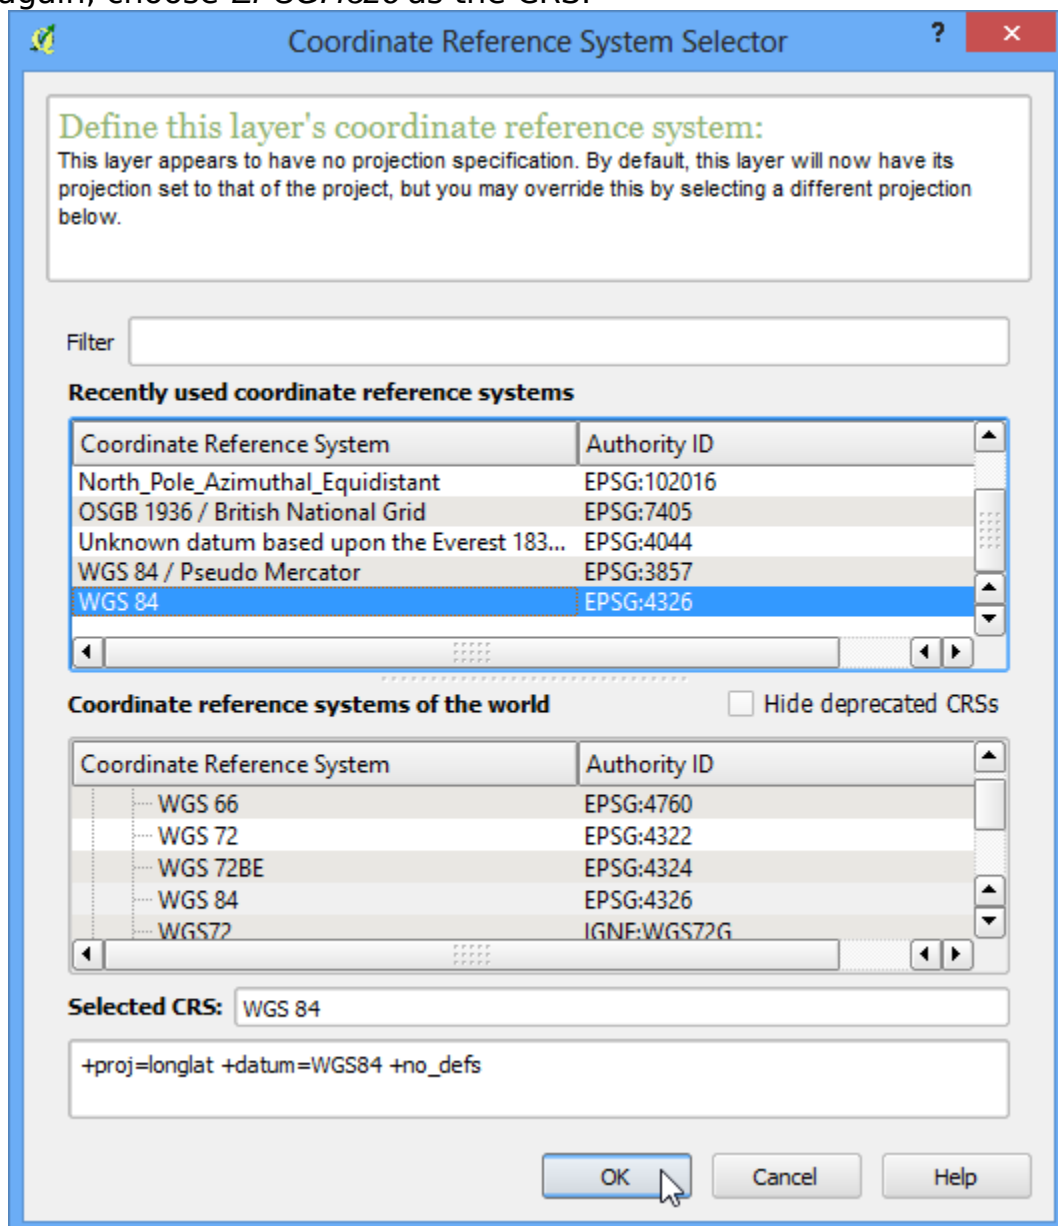 again, choose as the CRS.
Coordinate Reference System Selector ? ×
Define this layer's coordinate reference system:
This layer appears to have no projection specification. By default, this layer will now have its
projection set to that of the project, but you may override this by selecting a different projection
below.
Filter
Recently used coordinate reference systems
Coordinate Reference System Authority ID
North_Pole_Azimuthal_Equidistant EPSG:102016
OSGB 1936 / British National Grid EPSG:7405
Unknown datum based upon the Everest 183... EPSG:4044
WGS 84 / Pseudo Mercator EPSG:3857
WGS 84 EPSG:4326
Coordinate reference systems of the world Hide deprecated CRSs
Coordinate Reference System Authority ID
WGS 66 EPSG:4760
WGS 72 EPSG:4322
WGS 72BE EPSG:4324
WGS 84 EPSG:4326
WGS72 IGNF:WGS72G
Selected CRS: WGS 84
+proj=longlat +datum=WGS84 +no_defs
OK Cancel Help